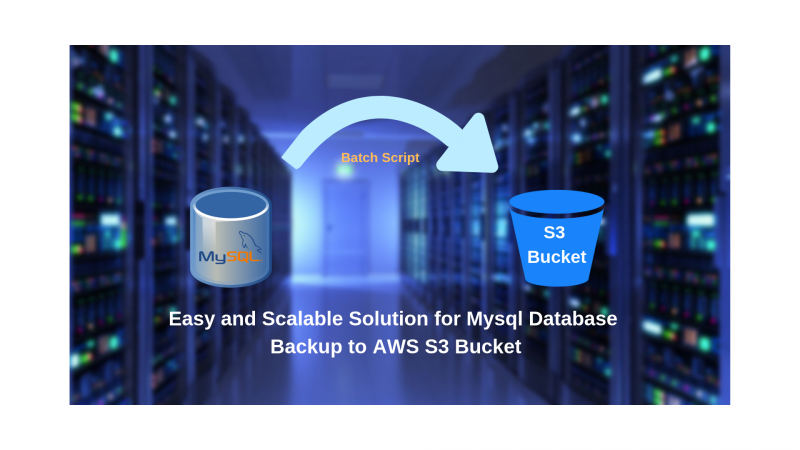 Batch Script
MySQL
S3
Bucket
Easy and Scalable Solution for Mysql Database
Backup to AWS S3 Bucket